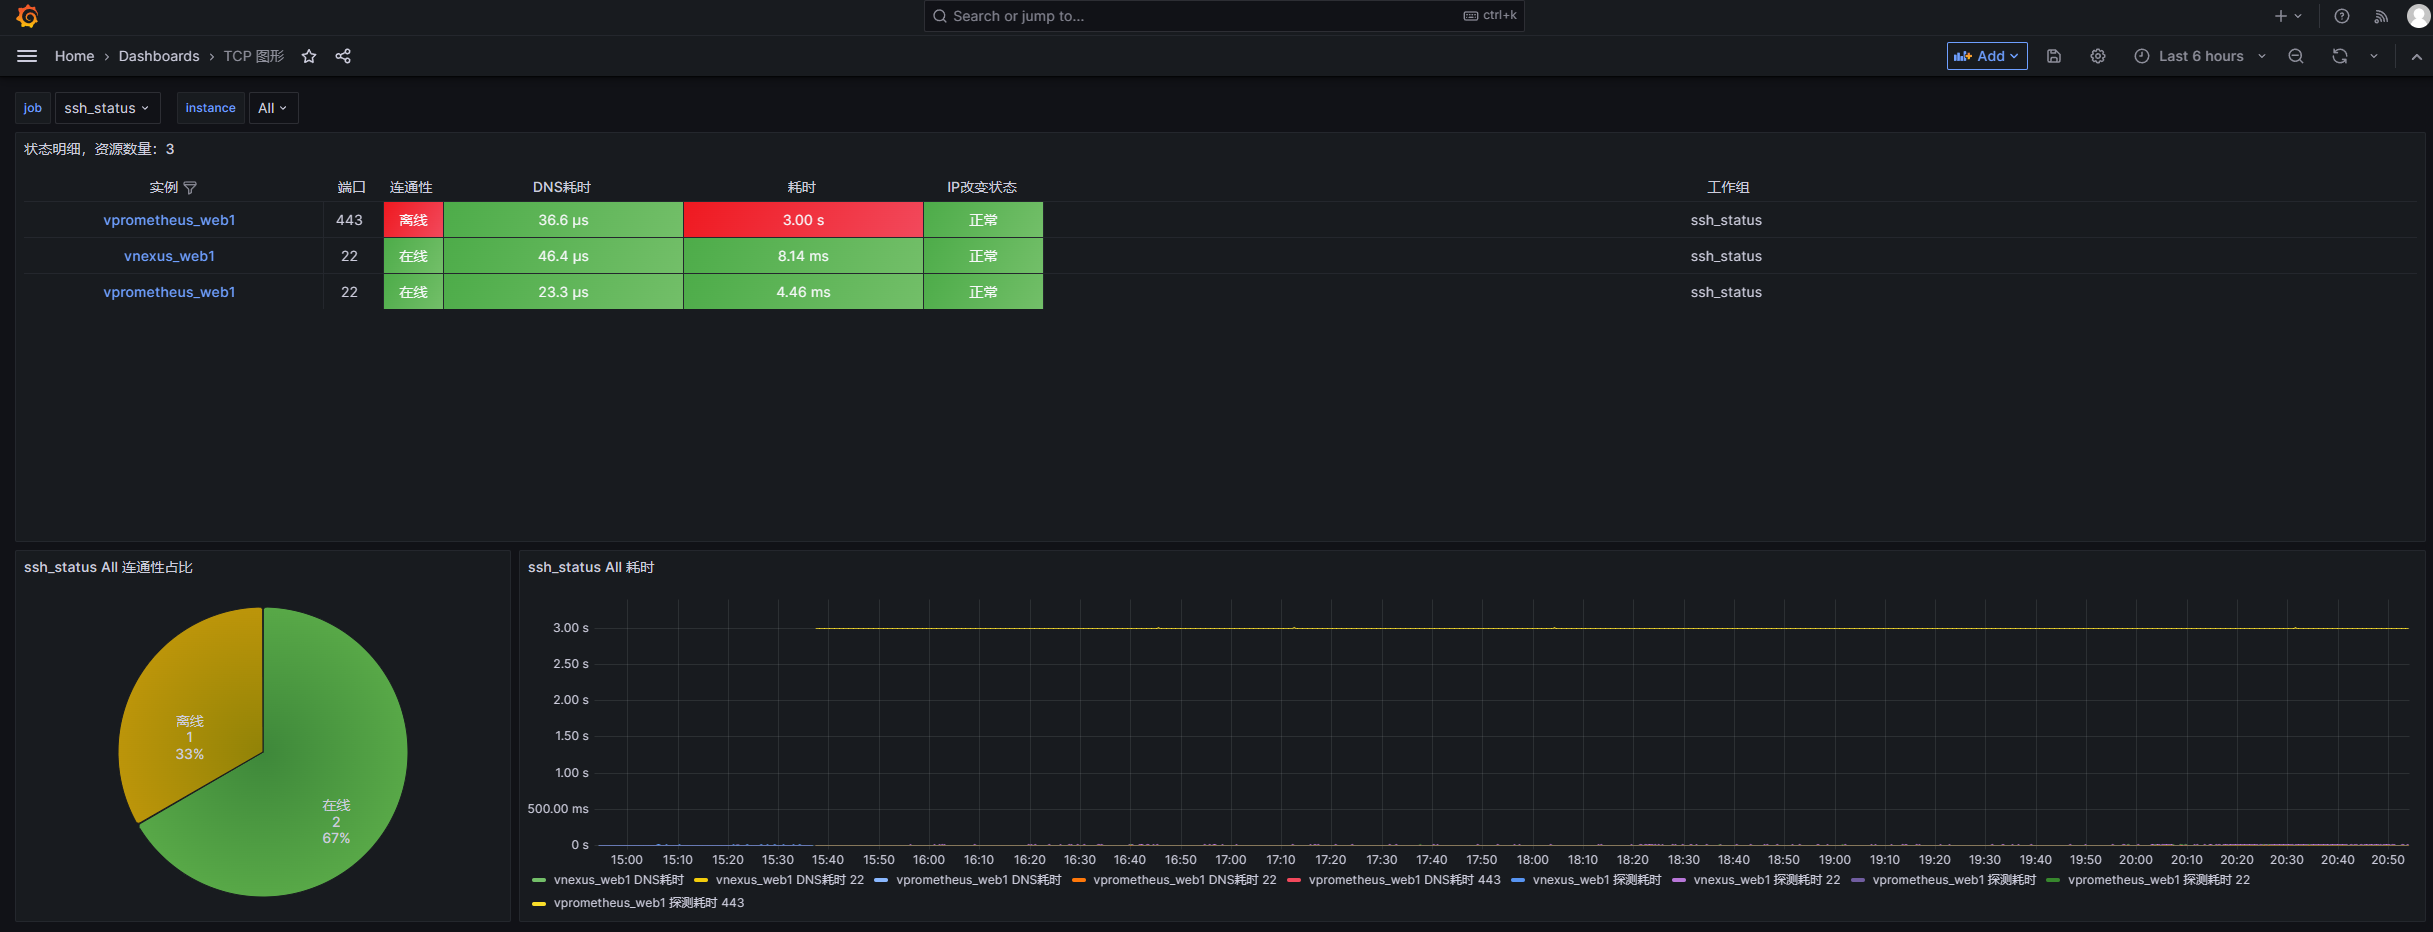 Search or jump to... ctrl+k
Home › Dashboards › TCP 图形 Add Last 6 hours
job ssh_status instance All
状态明细，资源数量：3
实例 端口 连通性 DNS耗时 耗时 IP改变状态 工作组
vprometheus_web1 443 离线 36.6 µs 3.00 s 正常 ssh_status
vnexus_web1 22 在线 46.4 µs 8.14 ms 正常 ssh_status
vprometheus_web1 22 在线 23.3 µs 4.46 ms 正常 ssh_status
ssh_status All 连通性占比
离线
1
33%
在线
2
67%
ssh_status All 耗时
3.00 s
2.50 s
2.00 s
1.50 s
1.00 s
500.00 ms
0 s
15:00 15:10 15:20 15:30 15:40 15:50 16:00 16:10 16:20 16:30 16:40 16:50 17:00 17:10 17:20 17:30 17:40 17:50 18:00 18:10 18:20 18:30 18:40 18:50 19:00 19:10 19:20 19:30 19:40 19:50 20:00 20:10 20:20 20:30 20:40 20:50
vnexus_web1 DNS耗时 vnexus_web1 DNS耗时 22 vprometheus_web1 DNS耗时 vprometheus_web1 DNS耗时 22 vprometheus_web1 DNS耗时 443 vnexus_web1 探测耗时 vnexus_web1 探测耗时 22 vprometheus_web1 探测耗时 vprometheus_web1 探测耗时 22
vprometheus_web1 探测耗时 443